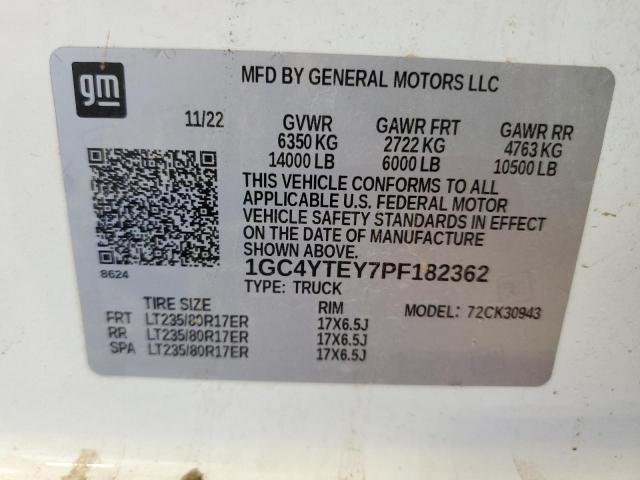 gm
MFD BY GENERAL MOTORS LLC
11/22 GVWR GAWR FRT GAWR RR
6350 KG 2722 KG 4763 KG
14000 LB 6000 LB 10500 LB
THIS VEHICLE CONFORMS TO ALL
APPLICABLE U.S. FEDERAL MOTOR
VEHICLE SAFETY STANDARDS IN EFFECT
ON THE DATE OF MANUFACTURE
SHOWN ABOVE.
8624
1GC4YTEY7PF182362
TYPE: TRUCK
TIRE SIZE RIM MODEL: 72CK30943
FRT LT235/80R17ER 17X6.5J
RR LT235/80R17ER 17X6.5J
SPA LT235/80R17ER 17X6.5J